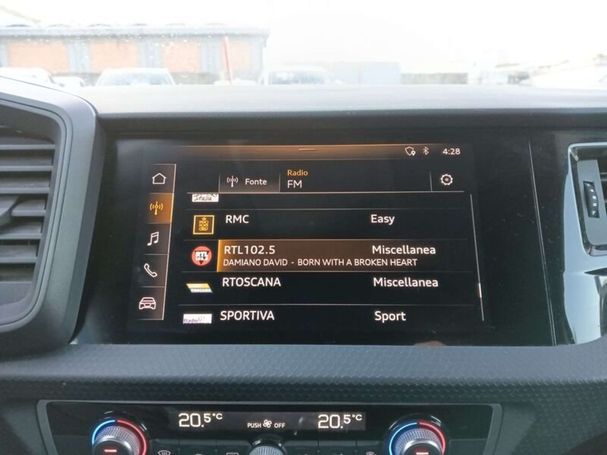 4:28
Fonte
Radio
FM
RMC Easy
RTL102.5 Miscellanea
DAMIANO DAVID - BORN WITH A BROKEN HEART
RTOSCANA Miscellanea
SPORTIVA Sport
20.5°C PUSH OFF 20.5°C